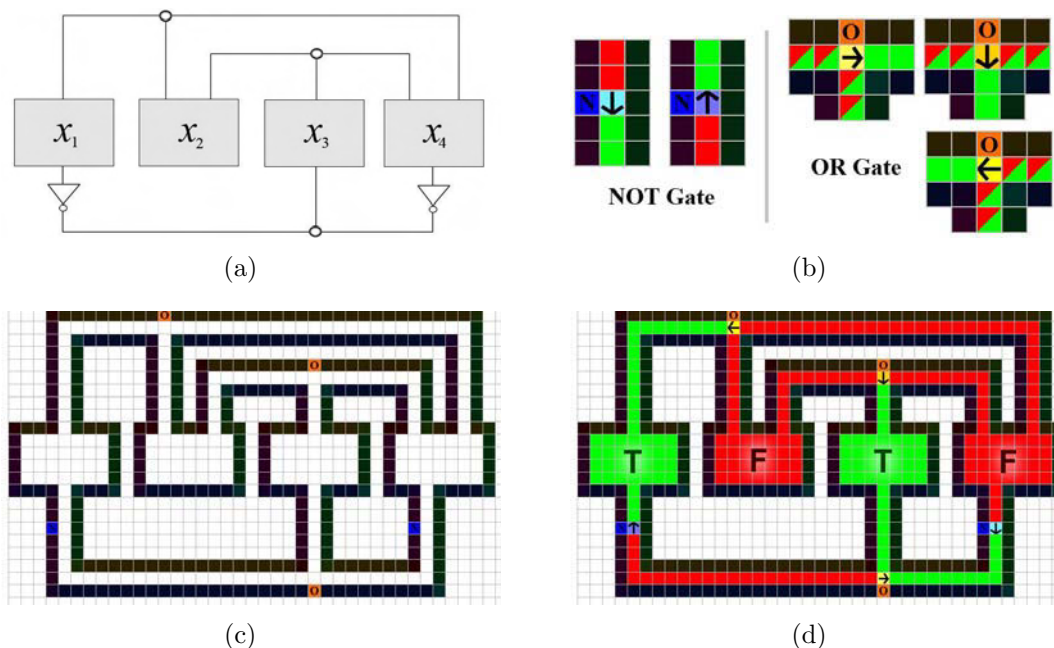 x₁ x₂ x₃ x₄
(a)
O O
→ ↓
N ↓ N ↑
O
←
NOT Gate
OR Gate
(b)
O
O
N N
O
(c)
O
←
O
↓
T F T F
N ↑ N ↓
→
O
(d)